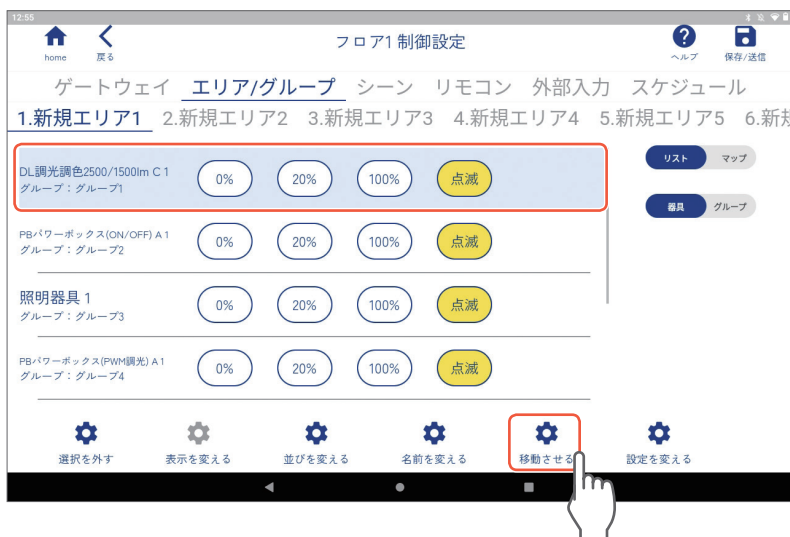 12:55
フロア1 制御設定
home
戻る
ヘルプ
保存/送信
ゲートウェイ エリア/グループ シーン リモコン 外部入力 スケジュール
1.新規エリア1 2.新規エリア2 3.新規エリア3 4.新規エリア4 5.新規エリア5 6.新規
DL調光調色2500/1500lm C 1
グループ：グループ1
0% 20% 100% 点滅
リスト マップ
器具 グループ
PBパワーボックス(ON/OFF) A 1
グループ：グループ2
0% 20% 100% 点滅
照明器具 1
グループ：グループ3
0% 20% 100% 点滅
PBパワーボックス(PWM調光) A 1
グループ：グループ4
0% 20% 100% 点滅
選択を外す 表示を変える 並びを変える 名前を変える 移動させる 設定を変える